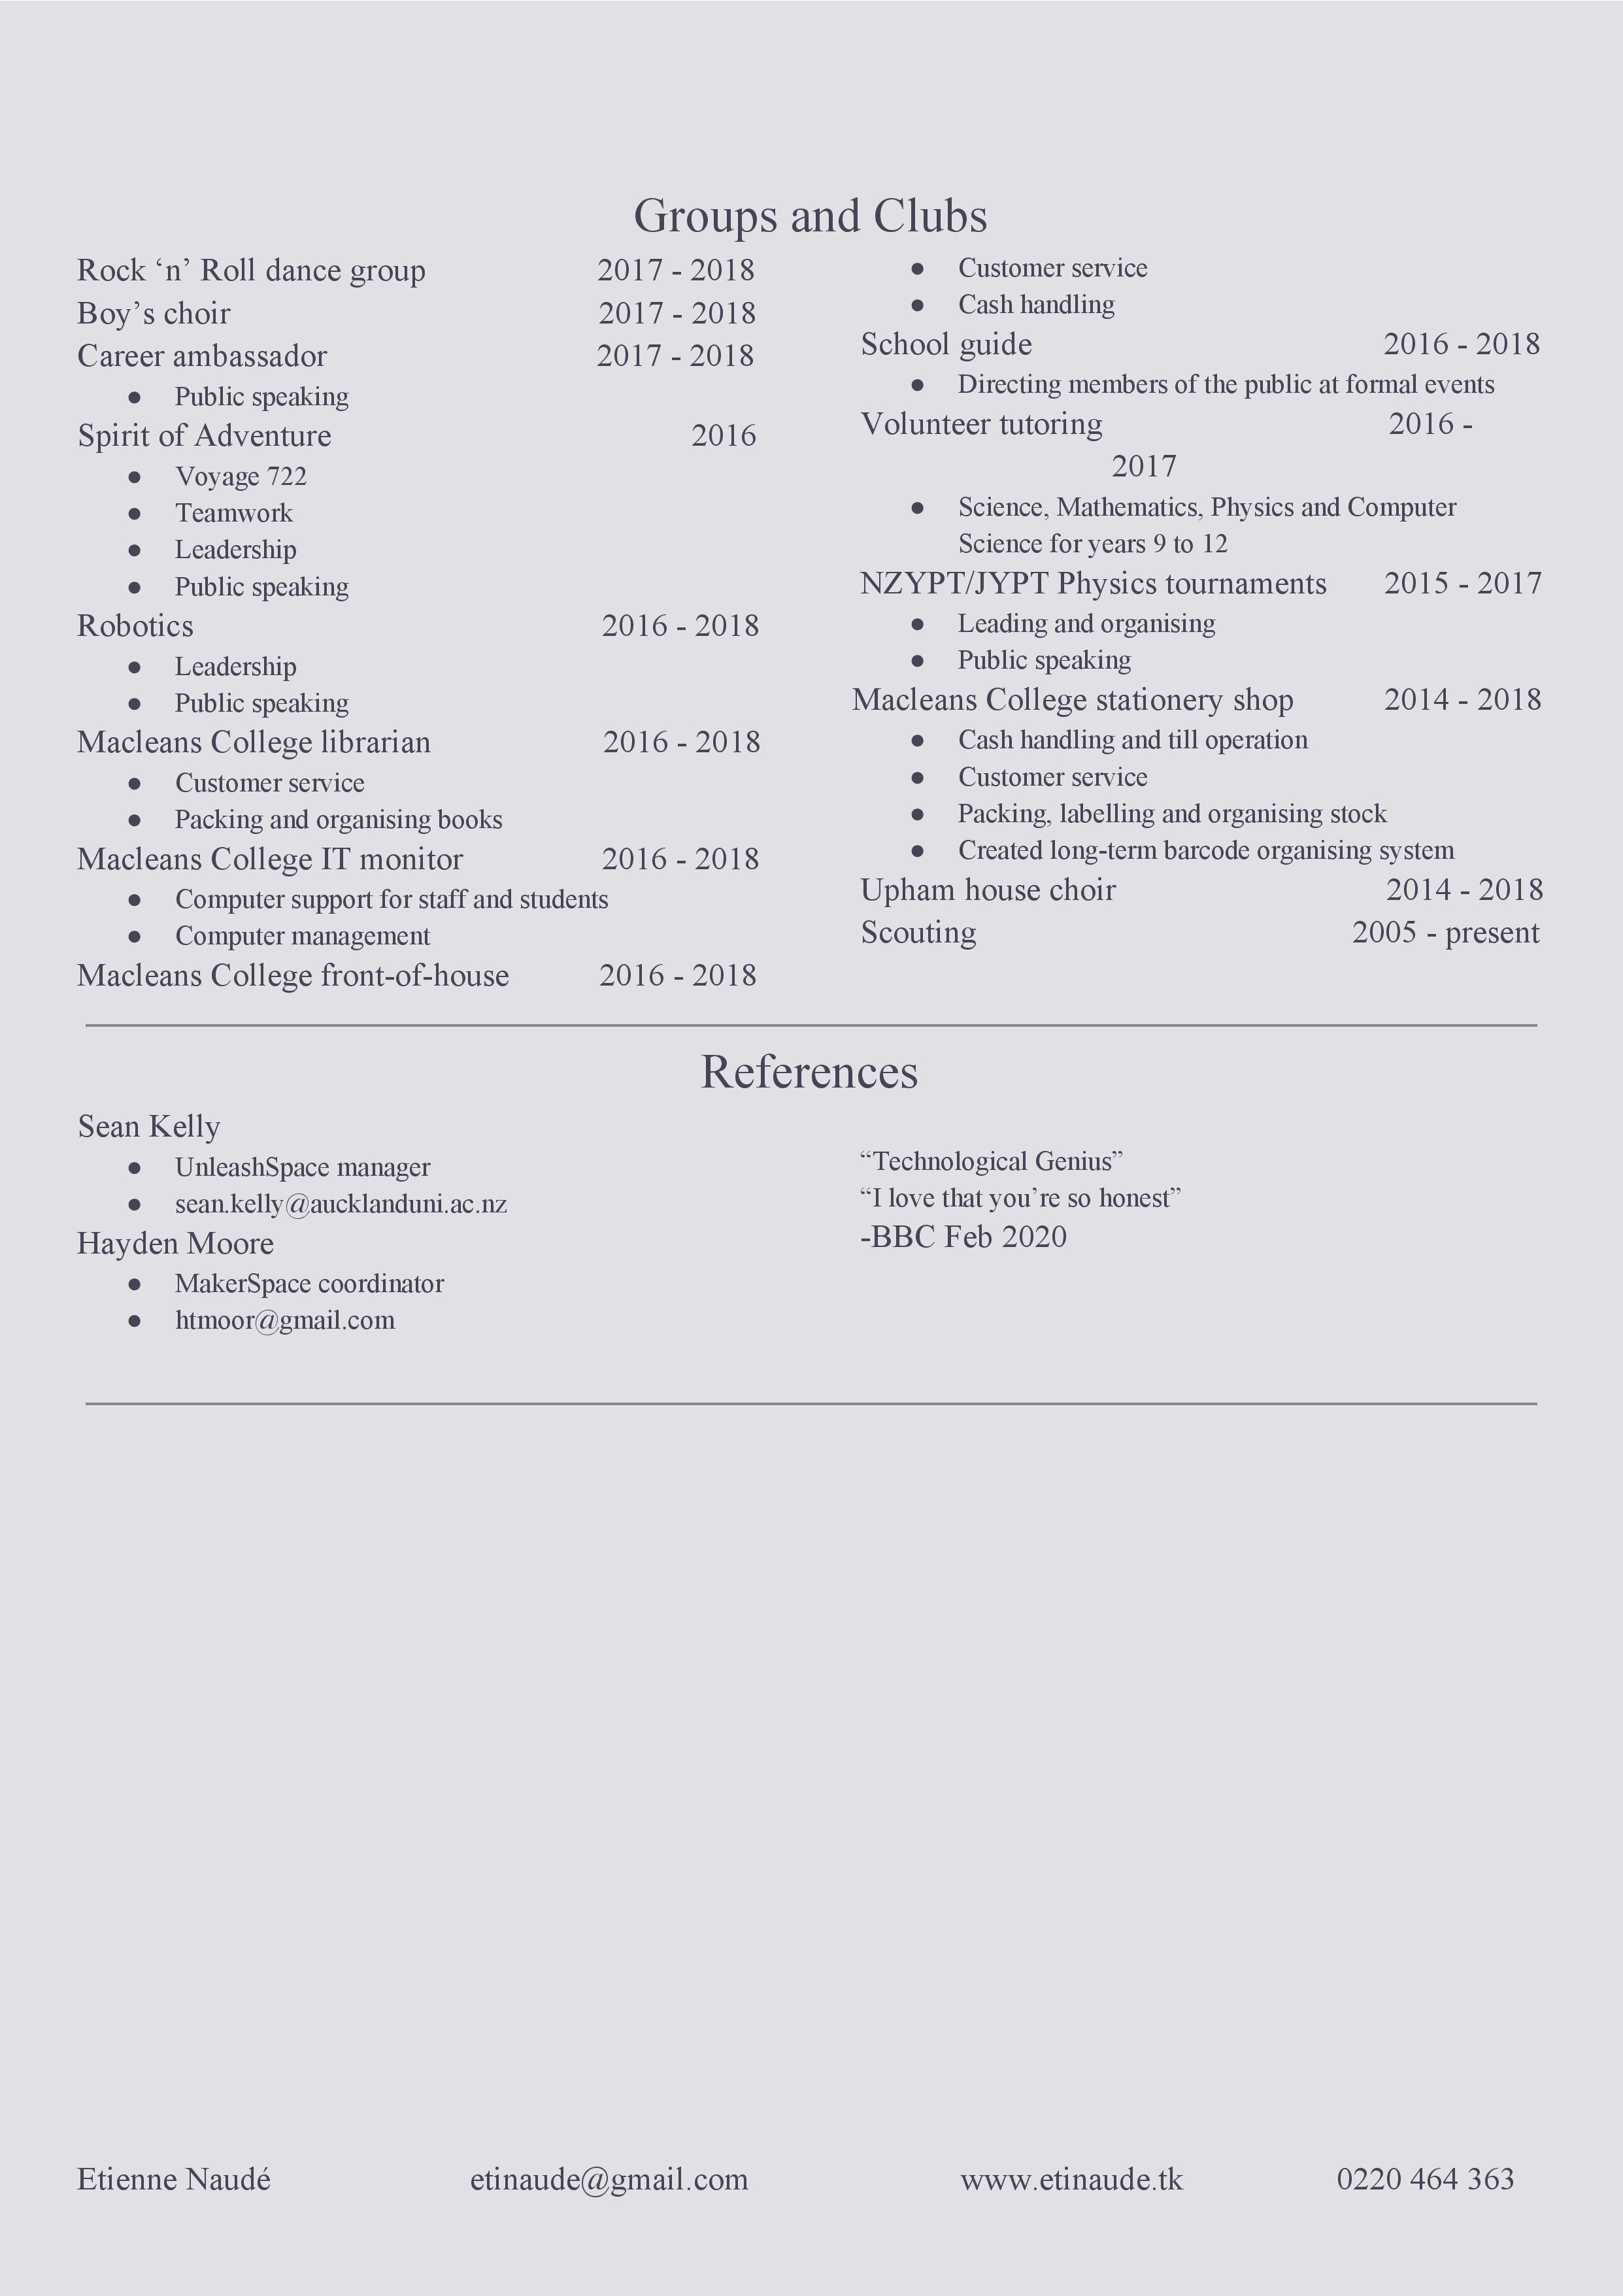 Groups and Clubs
Rock ‘n’ Roll dance group 2017 - 2018
Boy’s choir 2017 - 2018
Career ambassador 2017 - 2018
● Public speaking
Spirit of Adventure 2016
● Voyage 722
● Teamwork
● Leadership
● Public speaking
Robotics 2016 - 2018
● Leadership
● Public speaking
Macleans College librarian 2016 - 2018
● Customer service
● Packing and organising books
Macleans College IT monitor 2016 - 2018
● Computer support for staff and students
● Computer management
Macleans College front-of-house 2016 - 2018
● Customer service
● Cash handling
School guide 2016 - 2018
● Directing members of the public at formal events
Volunteer tutoring 2016 -
2017
● Science, Mathematics, Physics and Computer
Science for years 9 to 12
NZYPT/JYPT Physics tournaments 2015 - 2017
● Leading and organising
● Public speaking
Macleans College stationery shop 2014 - 2018
● Cash handling and till operation
● Customer service
● Packing, labelling and organising stock
● Created long-term barcode organising system
Upham house choir 2014 - 2018
Scouting 2005 - present
References
Sean Kelly
● UnleashSpace manager
● sean.kelly@aucklanduni.ac.nz
Hayden Moore
● MakerSpace coordinator
● htmoor@gmail.com
“Technological Genius”
“I love that you’re so honest”
-BBC Feb 2020
Etienne Naudé etinaude@gmail.com www.etinaude.tk 0220 464 363